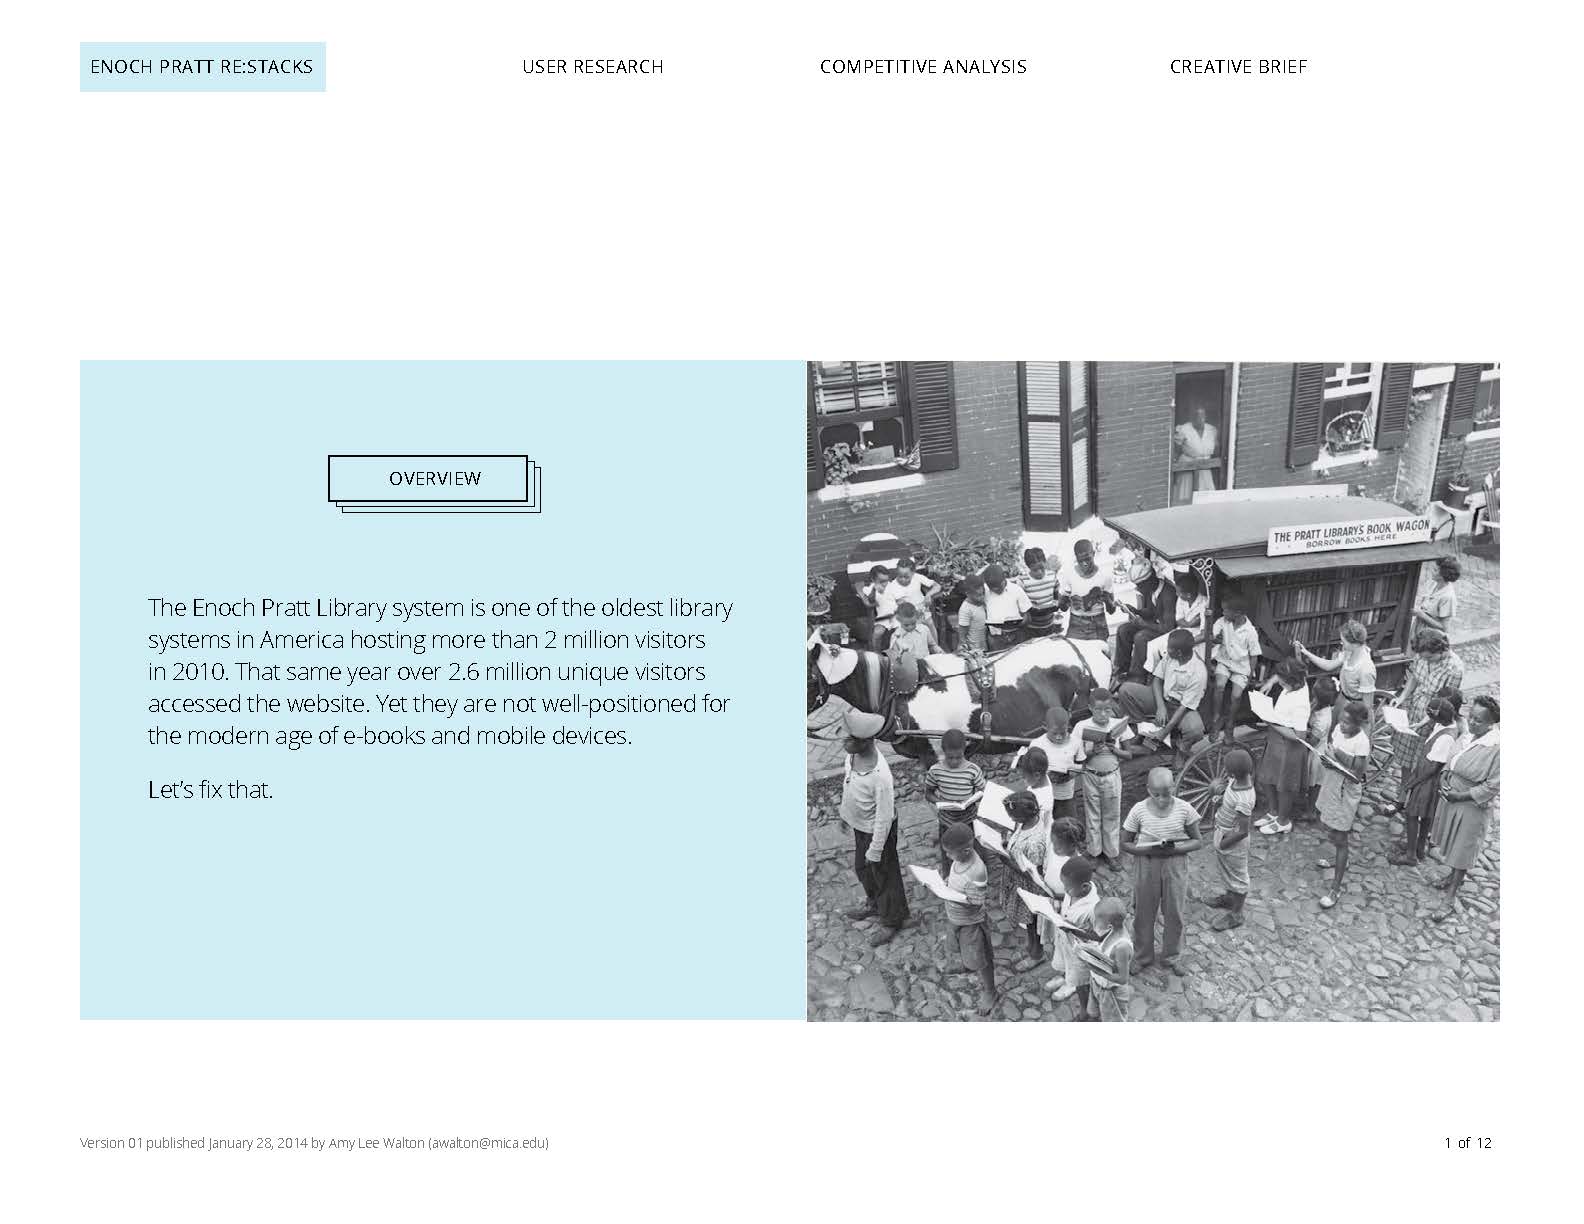 ENOCH PRATT RE:STACKS
USER RESEARCH
COMPETITIVE ANALYSIS
CREATIVE BRIEF
OVERVIEW
The Enoch Pratt Library system is one of the oldest library
systems in America hosting more than 2 million visitors
in 2010. That same year over 2.6 million unique visitors
accessed the website. Yet they are not well-positioned for
the modern age of e-books and mobile devices.
Let’s fix that.
THE PRATT LIBRARY'S BOOK WAGON
BORROW BOOKS HERE
Version 01 published January 28, 2014 by Amy Lee Walton (awalton@mica.edu)
1 of 12